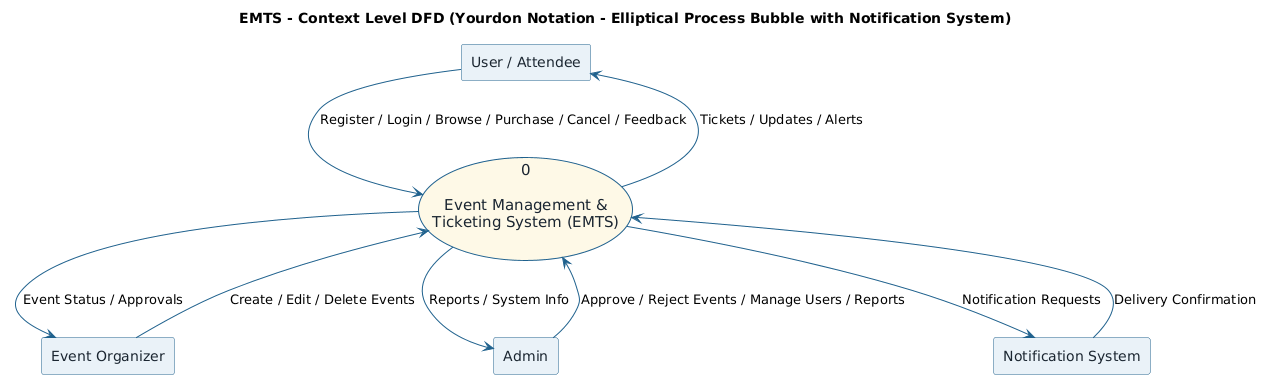 EMTS - Context Level DFD (Yourdon Notation - Elliptical Process Bubble with Notification System)
User / Attendee
Register / Login / Browse / Purchase / Cancel / Feedback
Tickets / Updates / Alerts
0
Event Management &
Ticketing System (EMTS)
Event Status / Approvals
Create / Edit / Delete Events
Reports / System Info
Approve / Reject Events / Manage Users / Reports
Notification Requests
Delivery Confirmation
Event Organizer
Admin
Notification System